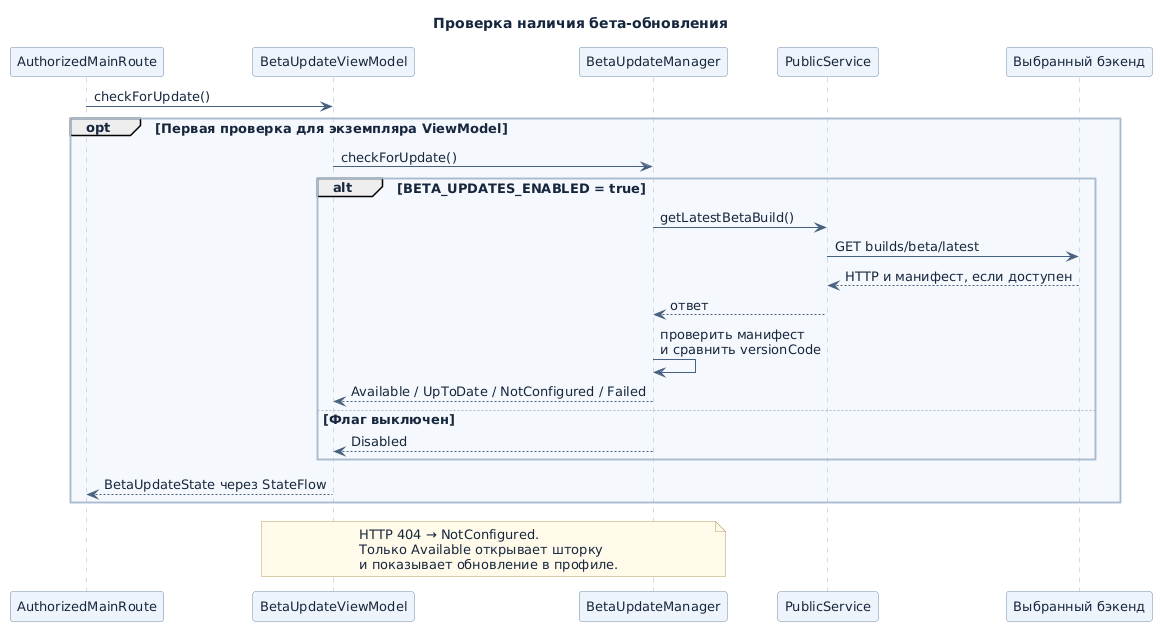 Проверка наличия бета-обновления
AuthorizedMainRoute
BetaUpdateViewModel
BetaUpdateManager
PublicService
Выбранный бэкенд
checkForUpdate()
opt
[Первая проверка для экземпляра ViewModel]
checkForUpdate()
alt
[BETA_UPDATES_ENABLED = true]
getLatestBetaBuild()
GET builds/beta/latest
HTTP и манифест, если доступен
ответ
проверить манифест
и сравнить versionCode
Available / UpToDate / NotConfigured / Failed
[Флаг выключен]
Disabled
BetaUpdateState через StateFlow
HTTP 404 → NotConfigured.
Только Available открывает шторку
и показывает обновление в профиле.
AuthorizedMainRoute
BetaUpdateViewModel
BetaUpdateManager
PublicService
Выбранный бэкенд